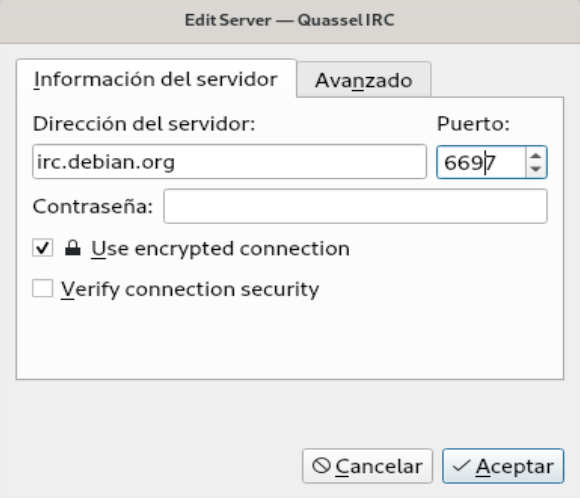 Edit Server — Quassel IRC
Información del servidor
Avanzado
Dirección del servidor:
Puerto:
irc.debian.org
6697
Contraseña:
Use encrypted connection
Verify connection security
Cancelar
Aceptar